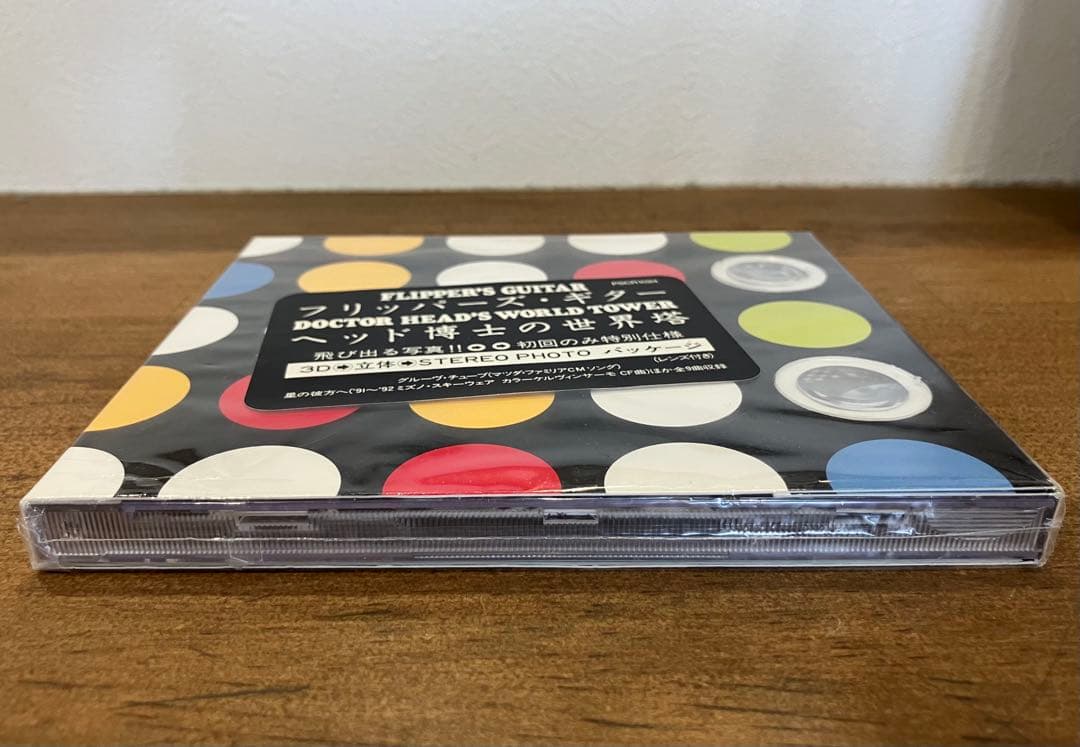 FLIPPER'S GUITAR
フリッパーズ・ギター
DOCTOR HEAD'S WORLD TOWER
ヘッド博士の世界塔
飛び出る写真!!○○初回のみ特別仕様
3D➡立体➡STEREO PHOTO パッケージ
(レンズ付き)
グルーヴ・チューブ(マツダ・ファミリアCMソング)
星の彼方へ('91〜'92ミズノ・スキーウェア カラーケルヴィンサーモ CF曲)ほか全9曲収録